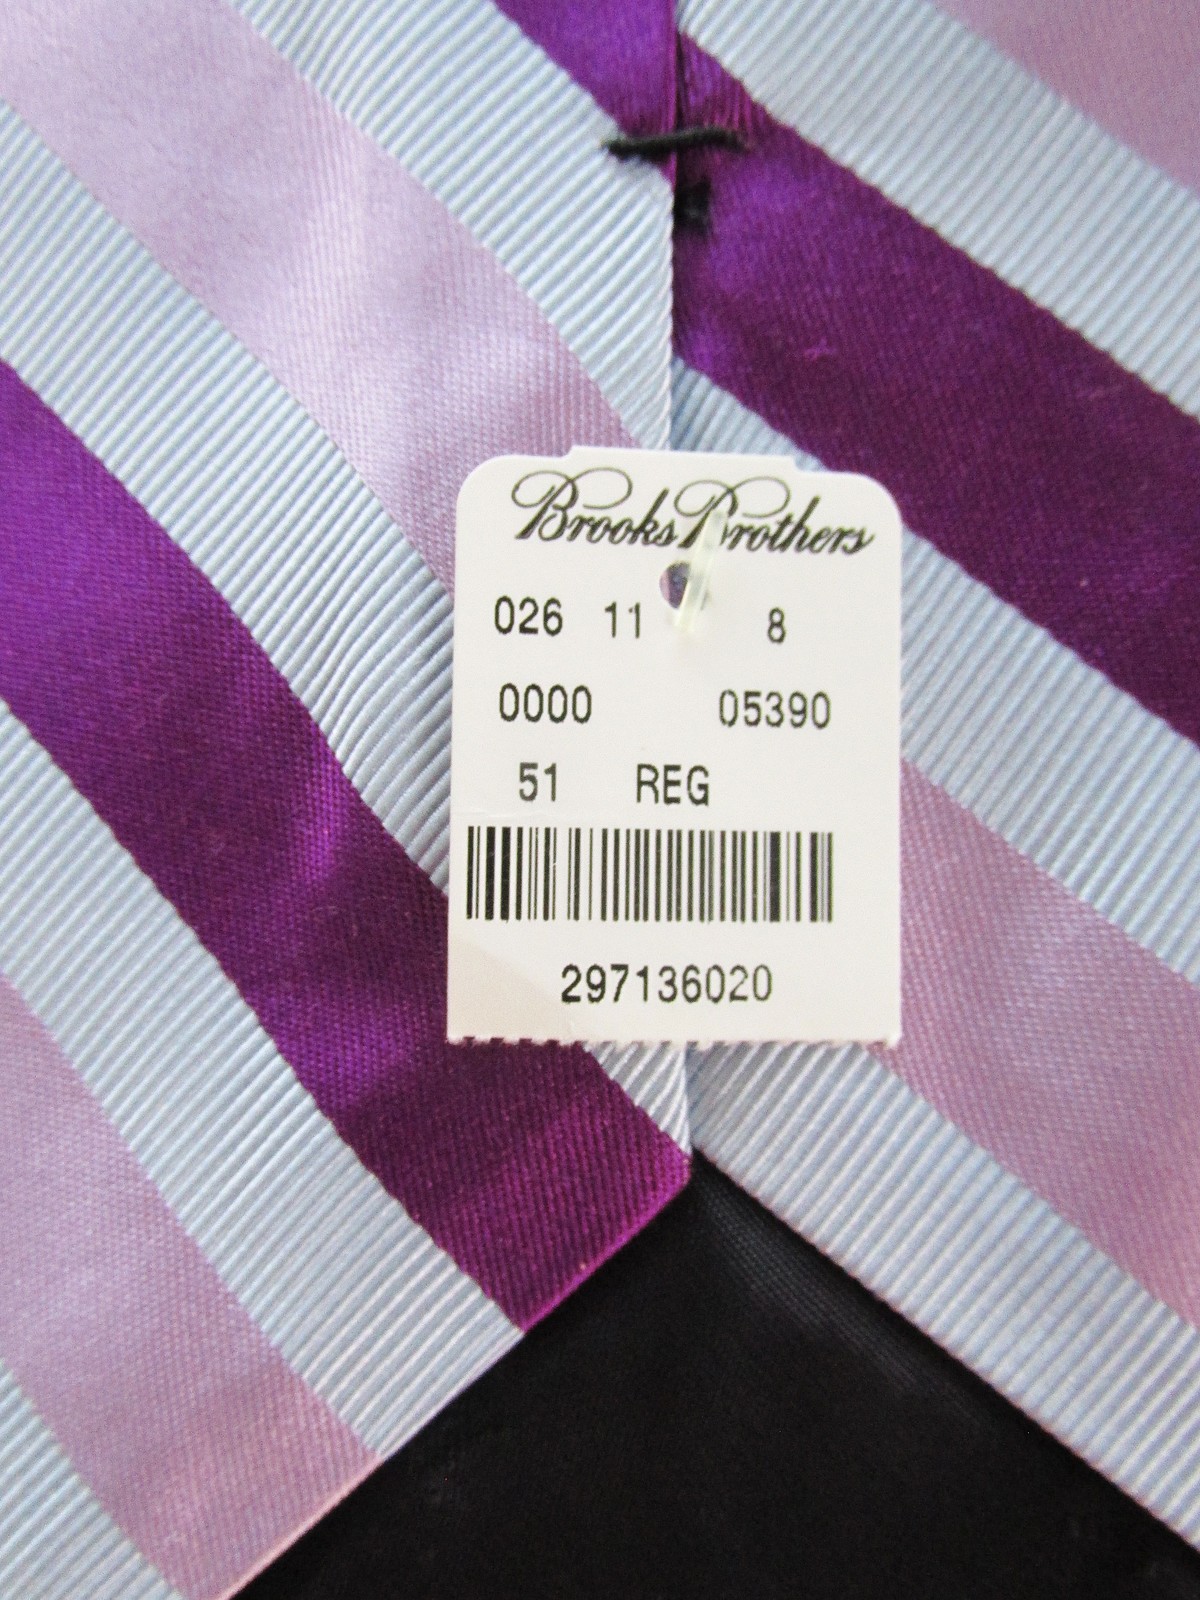 Brooks Brothers
026 11 8
0000 05390
51 REG
297136020